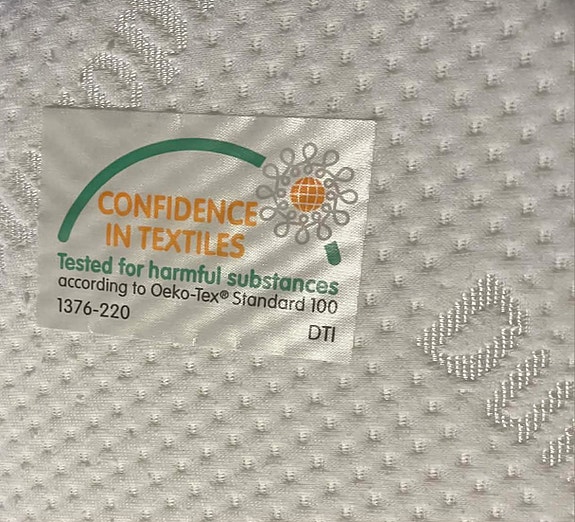 CONFIDENCE
IN TEXTILES
Tested for harmful substances
according to Oeko-Tex® Standard 100
1376-220
DTI